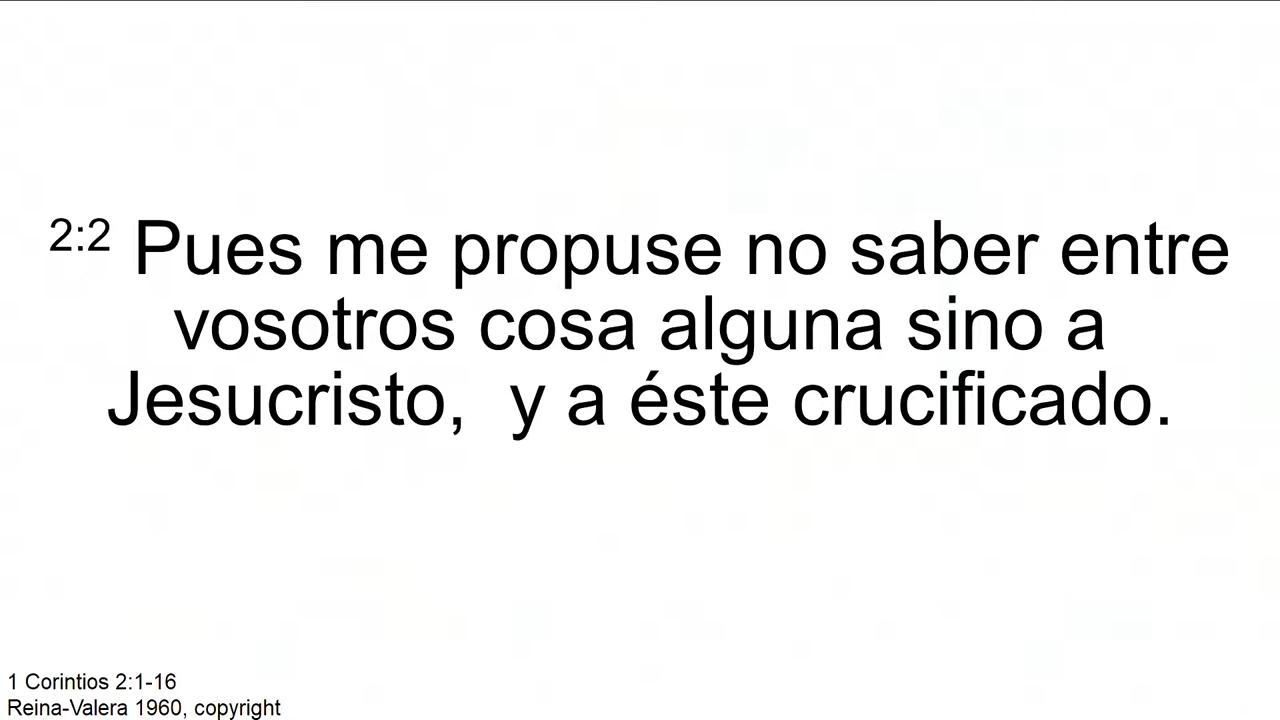 2:2 Pues me propuse no saber entre
vosotros cosa alguna sino a
Jesucristo,  y a éste crucificado.
1 Corintios 2:1-16
Reina-Valera 1960, copyright